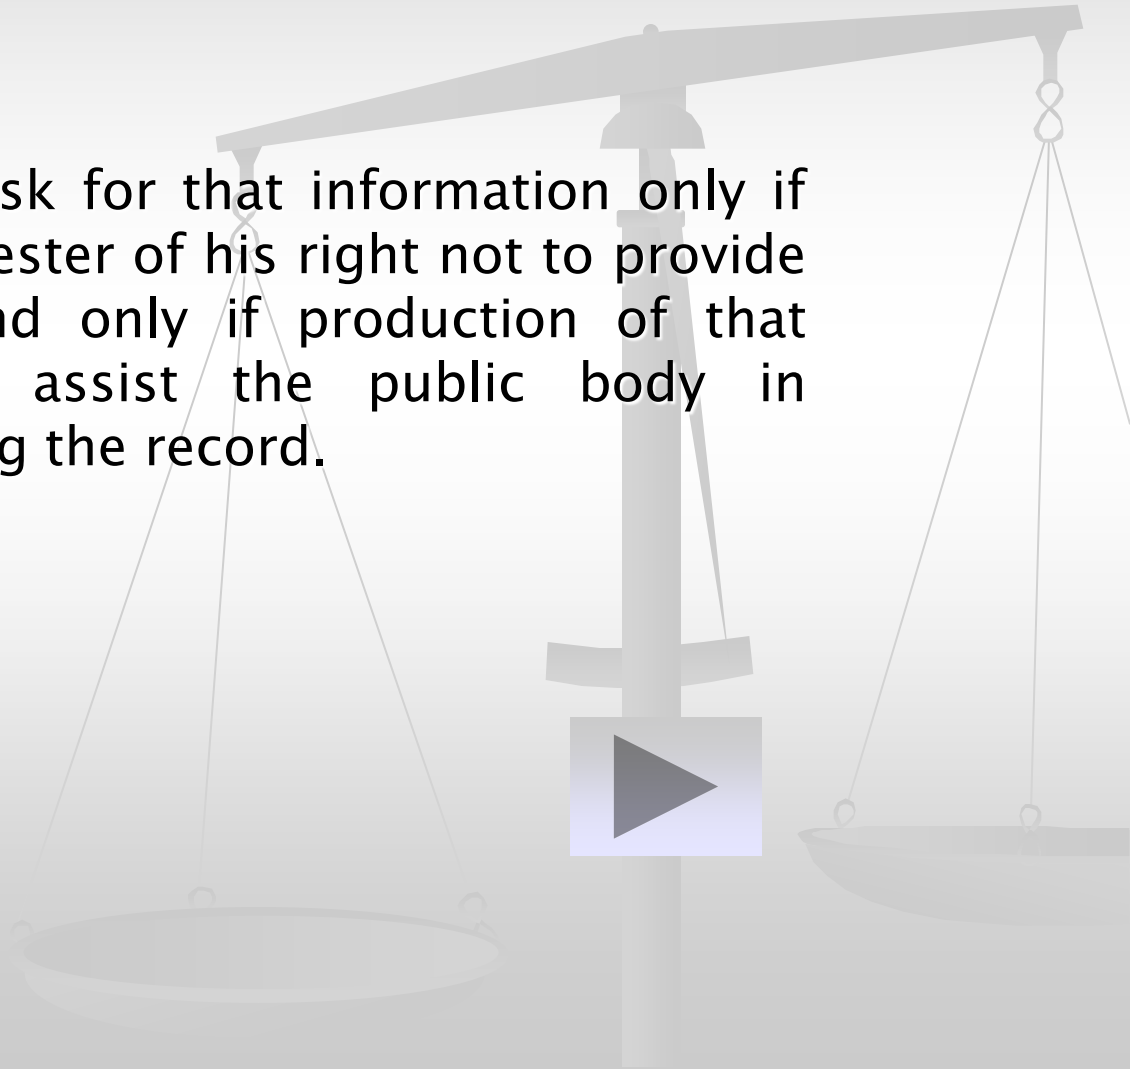 sk for that information only if
ester of his right not to provide
nd only if production of that
assist the public body in
g the record.